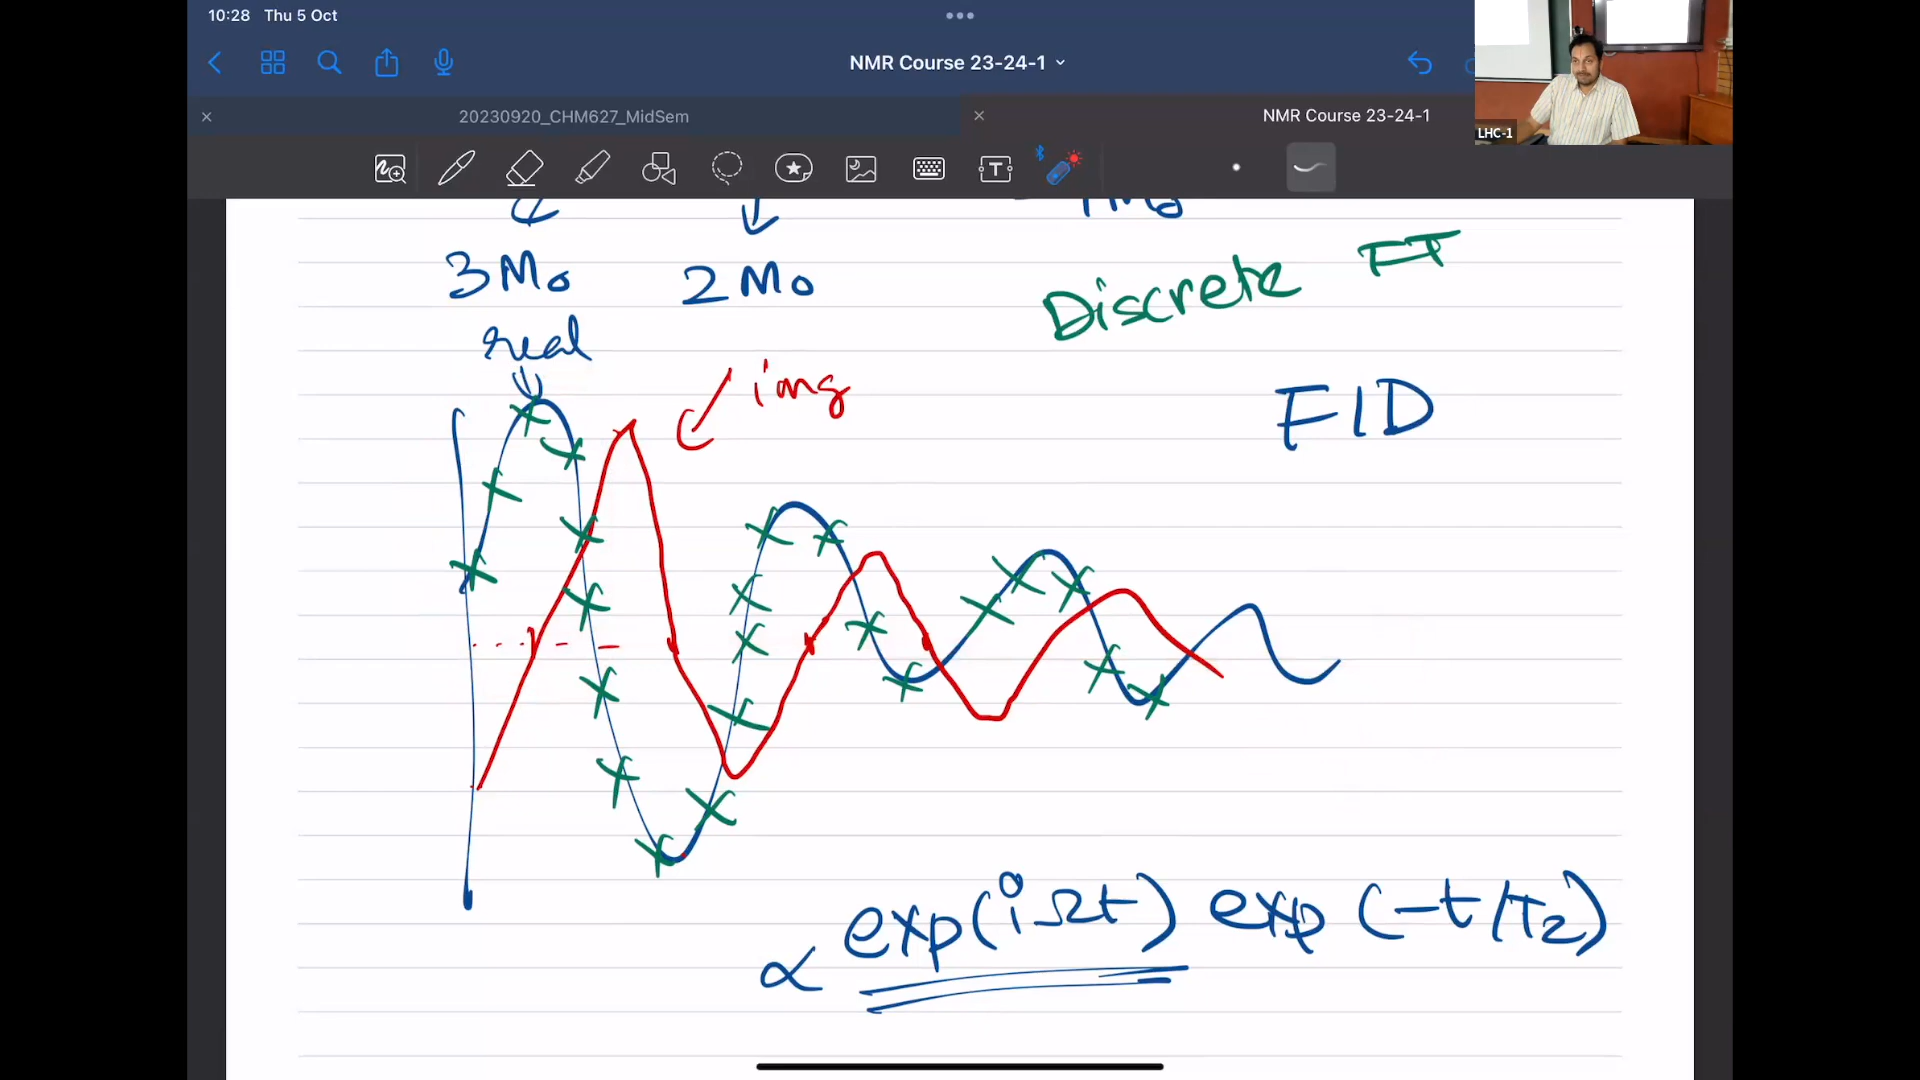 10:28 Thu 5 Oct
NMR Course 23-24-1
20230920_CHM627_MidSem
NMR Course 23-24-1
LHC-1
T
3Mo 2Mo
Discrete FT
real
img
FID
∝ exp(iΩt) exp(-t/T2)